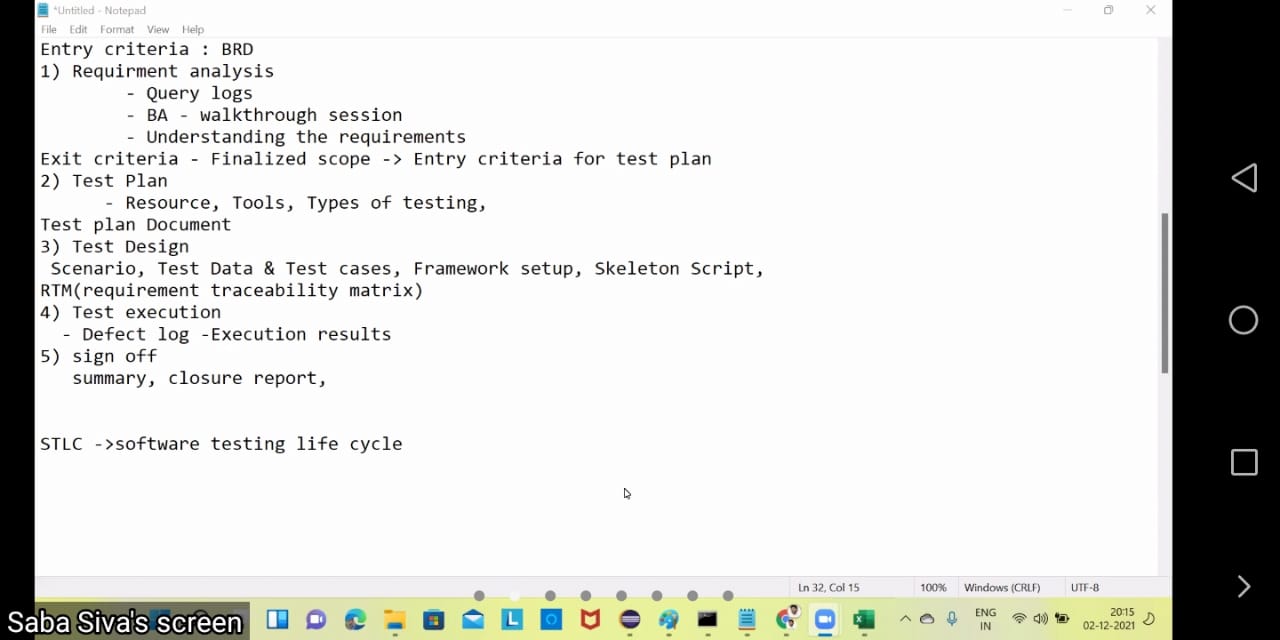 *Untitled - Notepad
File Edit Format View Help
Entry criteria : BRD
1) Requirment analysis
- Query logs
- BA - walkthrough session
- Understanding the requirements
Exit criteria - Finalized scope -> Entry criteria for test plan
2) Test Plan
- Resource, Tools, Types of testing,
Test plan Document
3) Test Design
Scenario, Test Data & Test cases, Framework setup, Skeleton Script,
RTM(requirement traceability matrix)
4) Test execution
- Defect log -Execution results
5) sign off
summary, closure report,
STLC ->software testing life cycle
Ln 32, Col 15 100% Windows (CRLF) UTF-8
Saba Siva's screen
L
ENG
IN
20:15
02-12-2021